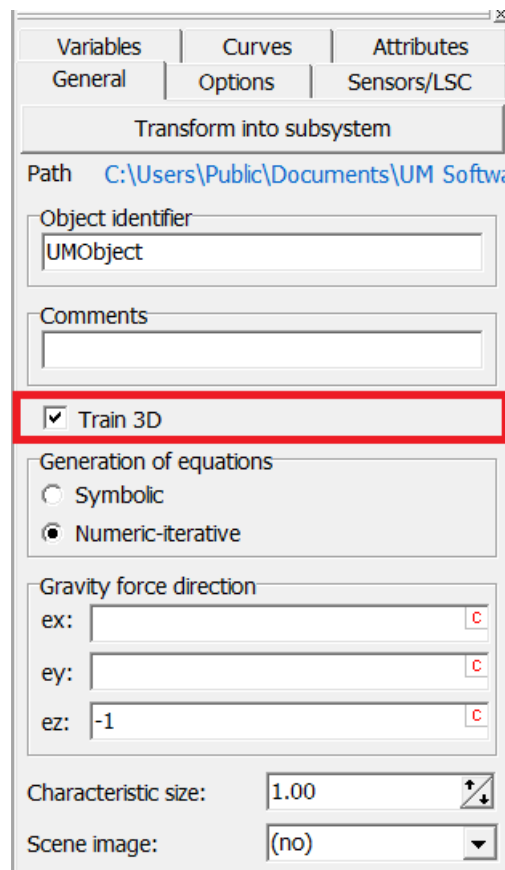 Variables Curves Attributes
General Options Sensors/LSC
Transform into subsystem
Path C:\Users\Public\Documents\UM Softwa
Object identifier
UMObject
Comments
Train 3D
Generation of equations
Symbolic
Numeric-iterative
Gravity force direction
ex: C
ey: C
ez: -1 C
Characteristic size: 1.00
Scene image: (no)